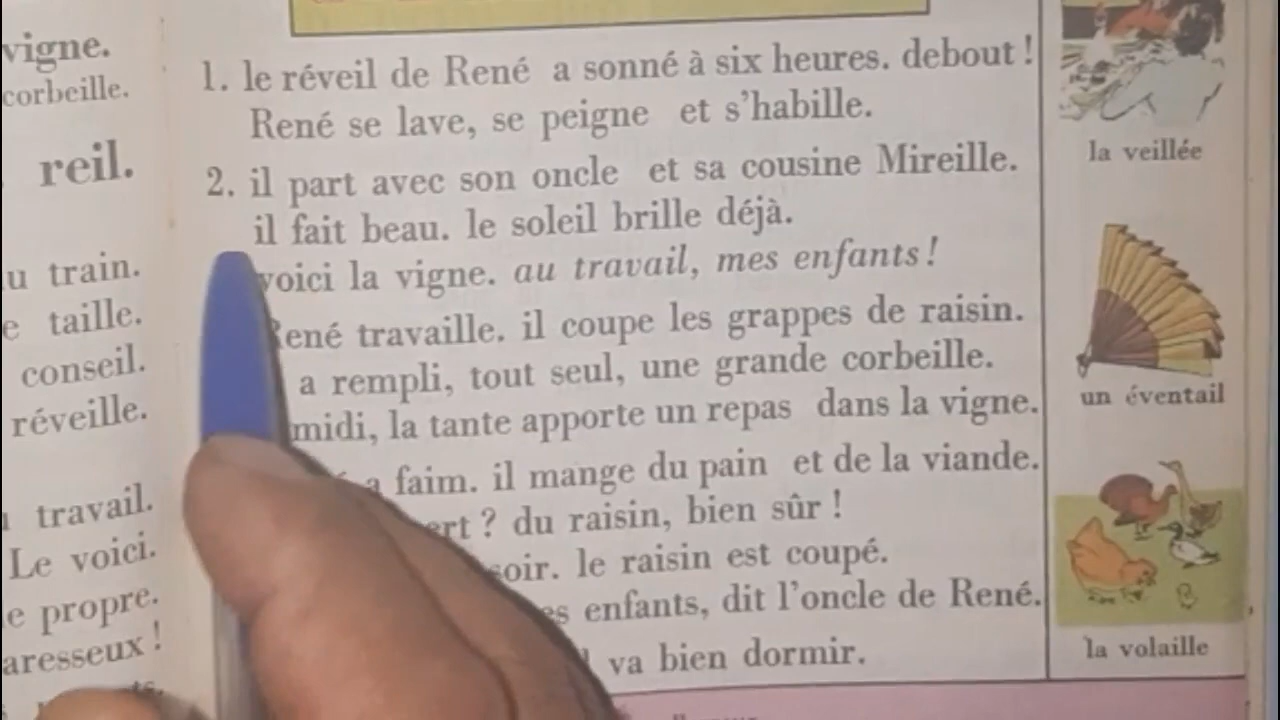 vigne.
corbeille.
reil.
train.
taille.
conseil.
réveille.
travail.
Le voici.
propre.
1. le réveil de René a sonné à six heures. debout !
René se lave, se peigne et s'habille.
2. il part avec son oncle et sa cousine Mireille.
il fait beau. le soleil brille déjà.
voici la vigne. au travail, mes enfants !
René travaille. il coupe les grappes de raisin.
a rempli, tout seul, une grande corbeille.
midi, la tante apporte un repas dans la vigne.
a faim. il mange du pain et de la viande.
? du raisin, bien sûr !
soir. le raisin est coupé.
enfants, dit l'oncle de René.
va bien dormir.
la veillée
un éventail
la volaille